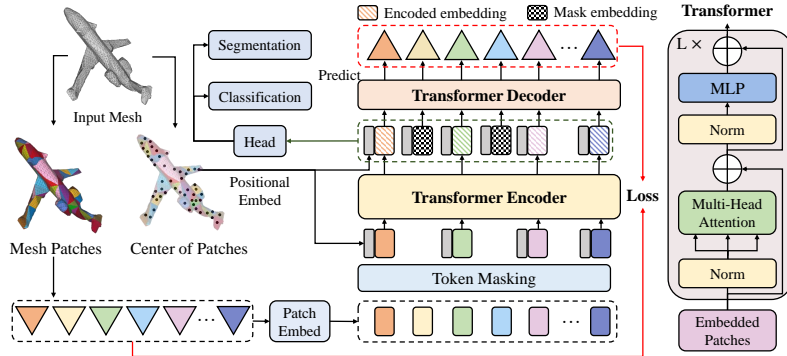 Encoded embedding
Mask embedding
Transformer
Segmentation
Classification
Head
Predict
Input Mesh
Transformer Decoder
Positional
Embed
Transformer Encoder
Loss
Mesh Patches
Center of Patches
Token Masking
Patch
Embed
L ×
MLP
Norm
Multi-Head
Attention
Norm
Embedded
Patches